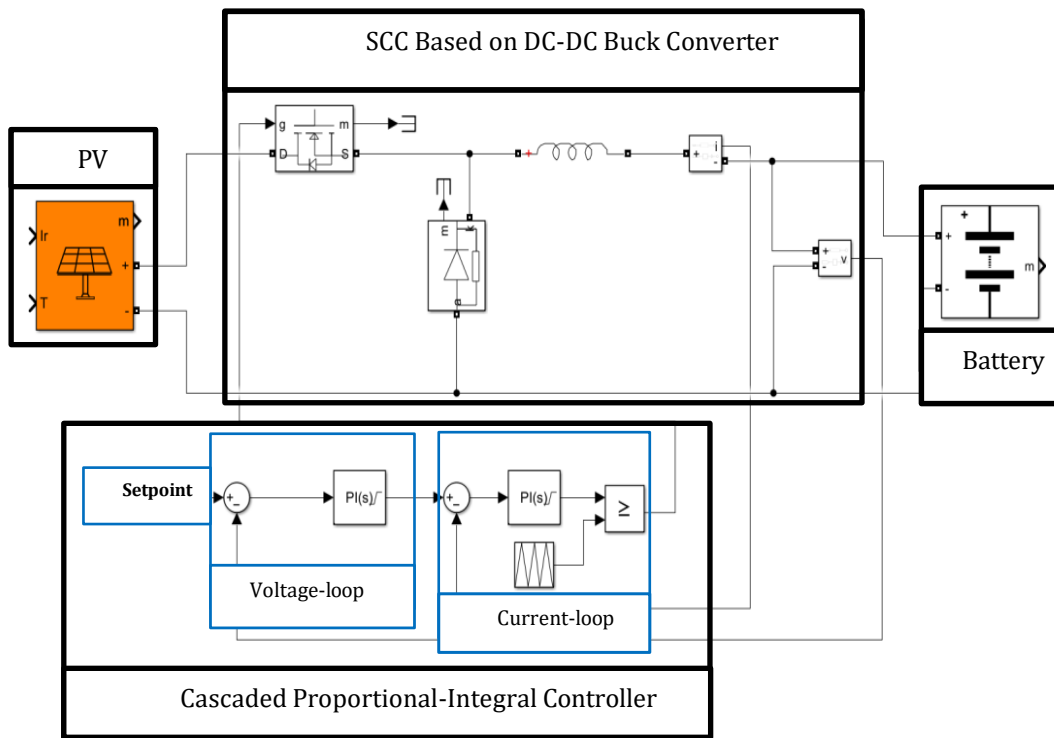 SCC Based on DC-DC Buck Converter
PV
Ir
T
m
+
-
g
m
D
S
+
i
-
m
k
a
+
-
v
+
+
-
m
Battery
Setpoint
+
-
PI(s)
+
-
PI(s)
≥
Voltage-loop
Current-loop
Cascaded Proportional-Integral Controller